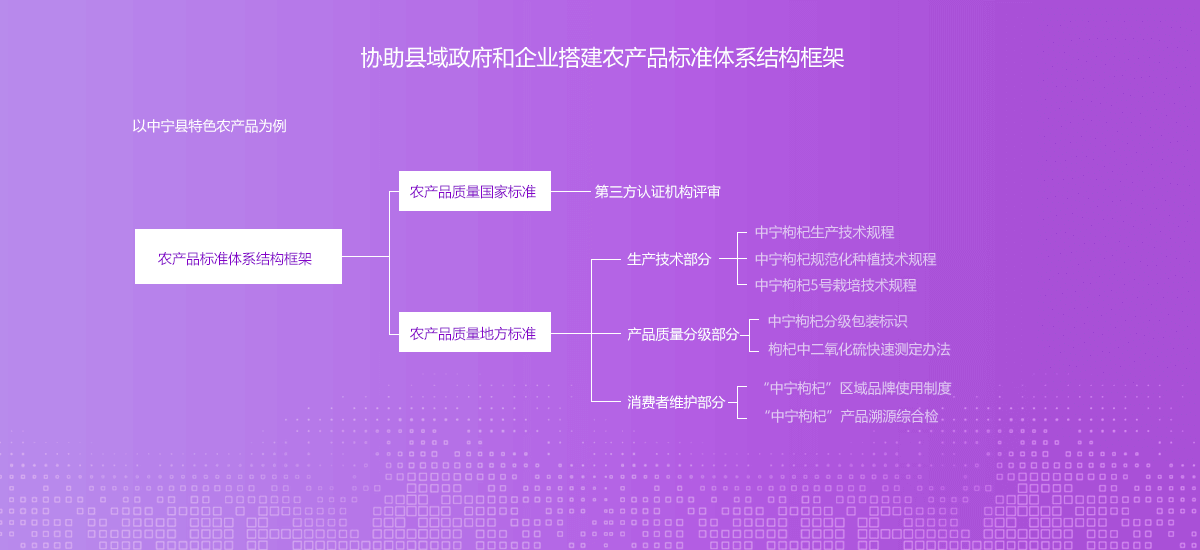 协助县域政府和企业搭建农产品标准体系结构框架
以中宁县特色农产品为例
农产品标准体系结构框架
农产品质量国家标准
第三方认证机构评审
农产品质量地方标准
生产技术部分
中宁枸杞生产技术规程
中宁枸杞规范化种植技术规程
中宁枸杞5号栽培技术规程
产品质量分级部分
中宁枸杞分级包装标识
枸杞中二氧化硫快速测定办法
消费者维护部分
“中宁枸杞”区域品牌使用制度
“中宁枸杞”产品溯源综合检